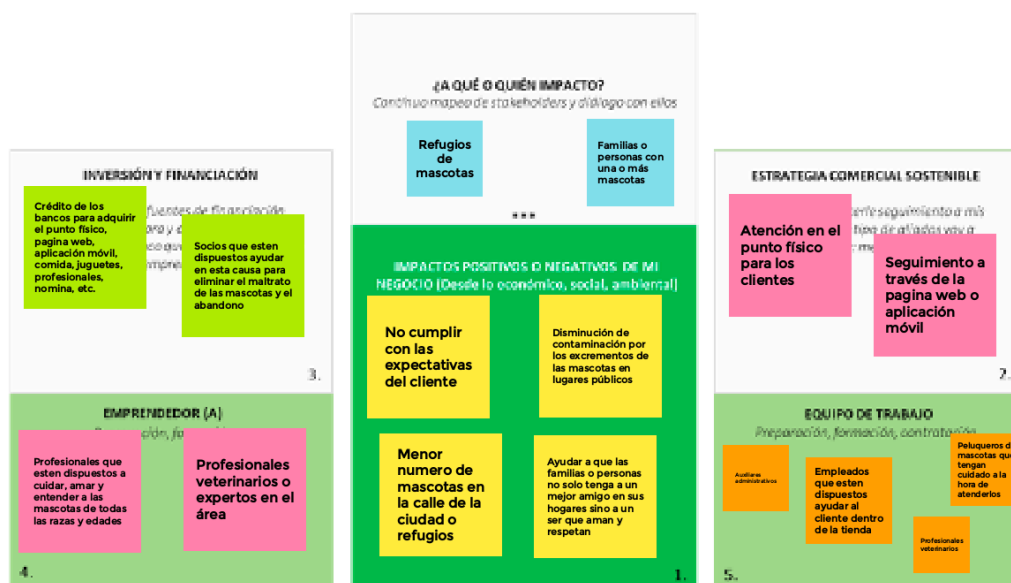 ¿A QUÉ O QUIÉN IMPACTO?
Continuo mapeo de stakeholders y diálogo con ellos
Refugios
de
mascotas
Familias o
personas con
una o más
mascotas
INVERSIÓN Y FINANCIACIÓN
fuentes de financiación
Crédito de los
bancos para adquirir
el punto físico,
pagina web,
aplicación móvil,
comida, juguetes,
profesionales,
nomina, etc.
Socios que esten
dispuestos ayudar
en esta causa para
eliminar el maltrato
de las mascotas y el
abandono
3.
EMPRENDEDOR (A)
Profesionales que
esten dispuestos a
cuidar, amar y
entender a las
mascotas de todas
las razas y edades
Profesionales
veterinarios o
expertos en el
área
4.
IMPACTOS POSITIVOS O NEGATIVOS DE MI
NEGOCIO (Desde lo económico, social, ambiental)
No cumplir
con las
expectativas
del cliente
Disminución de
contaminación por
los excrementos de
las mascotas en
lugares públicos
Menor
numero de
mascotas en
la calle de la
ciudad o
refugios
Ayudar a que las
familias o personas
no solo tenga a un
mejor amigo en sus
hogares sino a un
ser que aman y
respetan
1.
ESTRATEGIA COMERCIAL SOSTENIBLE
seguimiento a mis
Atención en el
punto físico
para los
clientes
Seguimiento a
través de la
pagina web o
aplicación
móvil
2.
EQUIPO DE TRABAJO
Preparación, formación, contratación
Auxiliares
administrativos
Empleados
que esten
dispuestos
ayudar al
cliente dentro
de la tienda
Peluqueros d
mascotas que
tengan
cuidado a la
hora de
atenderlos
Profesionales
veterinarios
5.